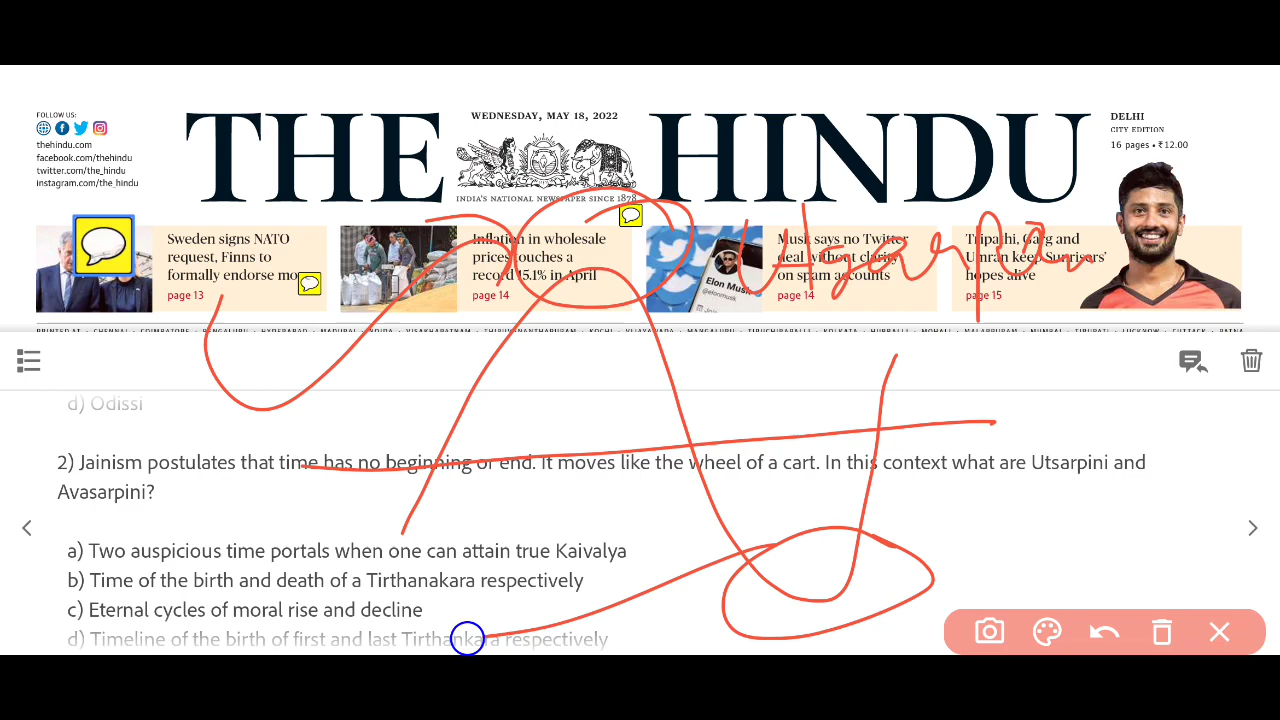 FOLLOW US:
thehindu.com
facebook.com/thehindu
twitter.com/the_hindu
instagram.com/the_hindu
WEDNESDAY, MAY 18, 2022
THE HINDU
INDIA'S NATIONAL NEWSPAPER SINCE 1878
DELHI
CITY EDITION
16 pages • ₹12.00
Sweden signs NATO
request, Finns to
formally endorse
page 13
Inflation in wholesale
prices touches a
record 15.1% in April
page 14
Elon Musk
@elonmusk
Musk says no Twitter
deal without clarity
on spam accounts
page 14
Tripathi, Garg and
Umran keep Sunrisers'
hopes alive
page 15
d) Odissi
2) Jainism postulates that time has no beginning or end. It moves like the wheel of a cart. In this context what are Utsarpini and
Avasarpini?
a) Two auspicious time portals when one can attain true Kaivalya
b) Time of the birth and death of a Tirthanakara respectively
c) Eternal cycles of moral rise and decline
d) Timeline of the birth of first and last Tirthankara respectively